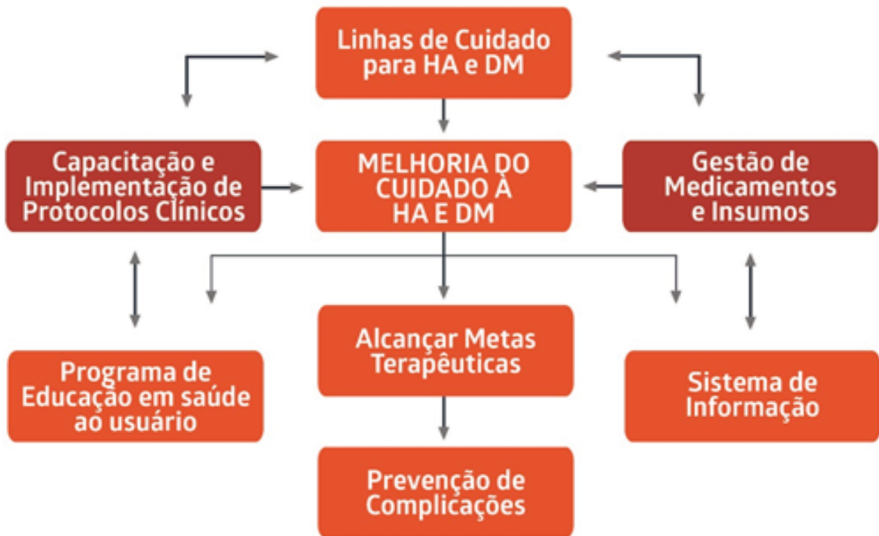 Linhas de Cuidado
para HA e DM
Capacitação e
Implementação de
Protocolos Clínicos
MELHORIA DO
CUIDADO À
HA E DM
Gestão de
Medicamentos
e Insumos
Programa de
Educação em saúde
ao usuário
Alcançar Metas
Terapêuticas
Sistema de
Informação
Prevenção de
Complicações